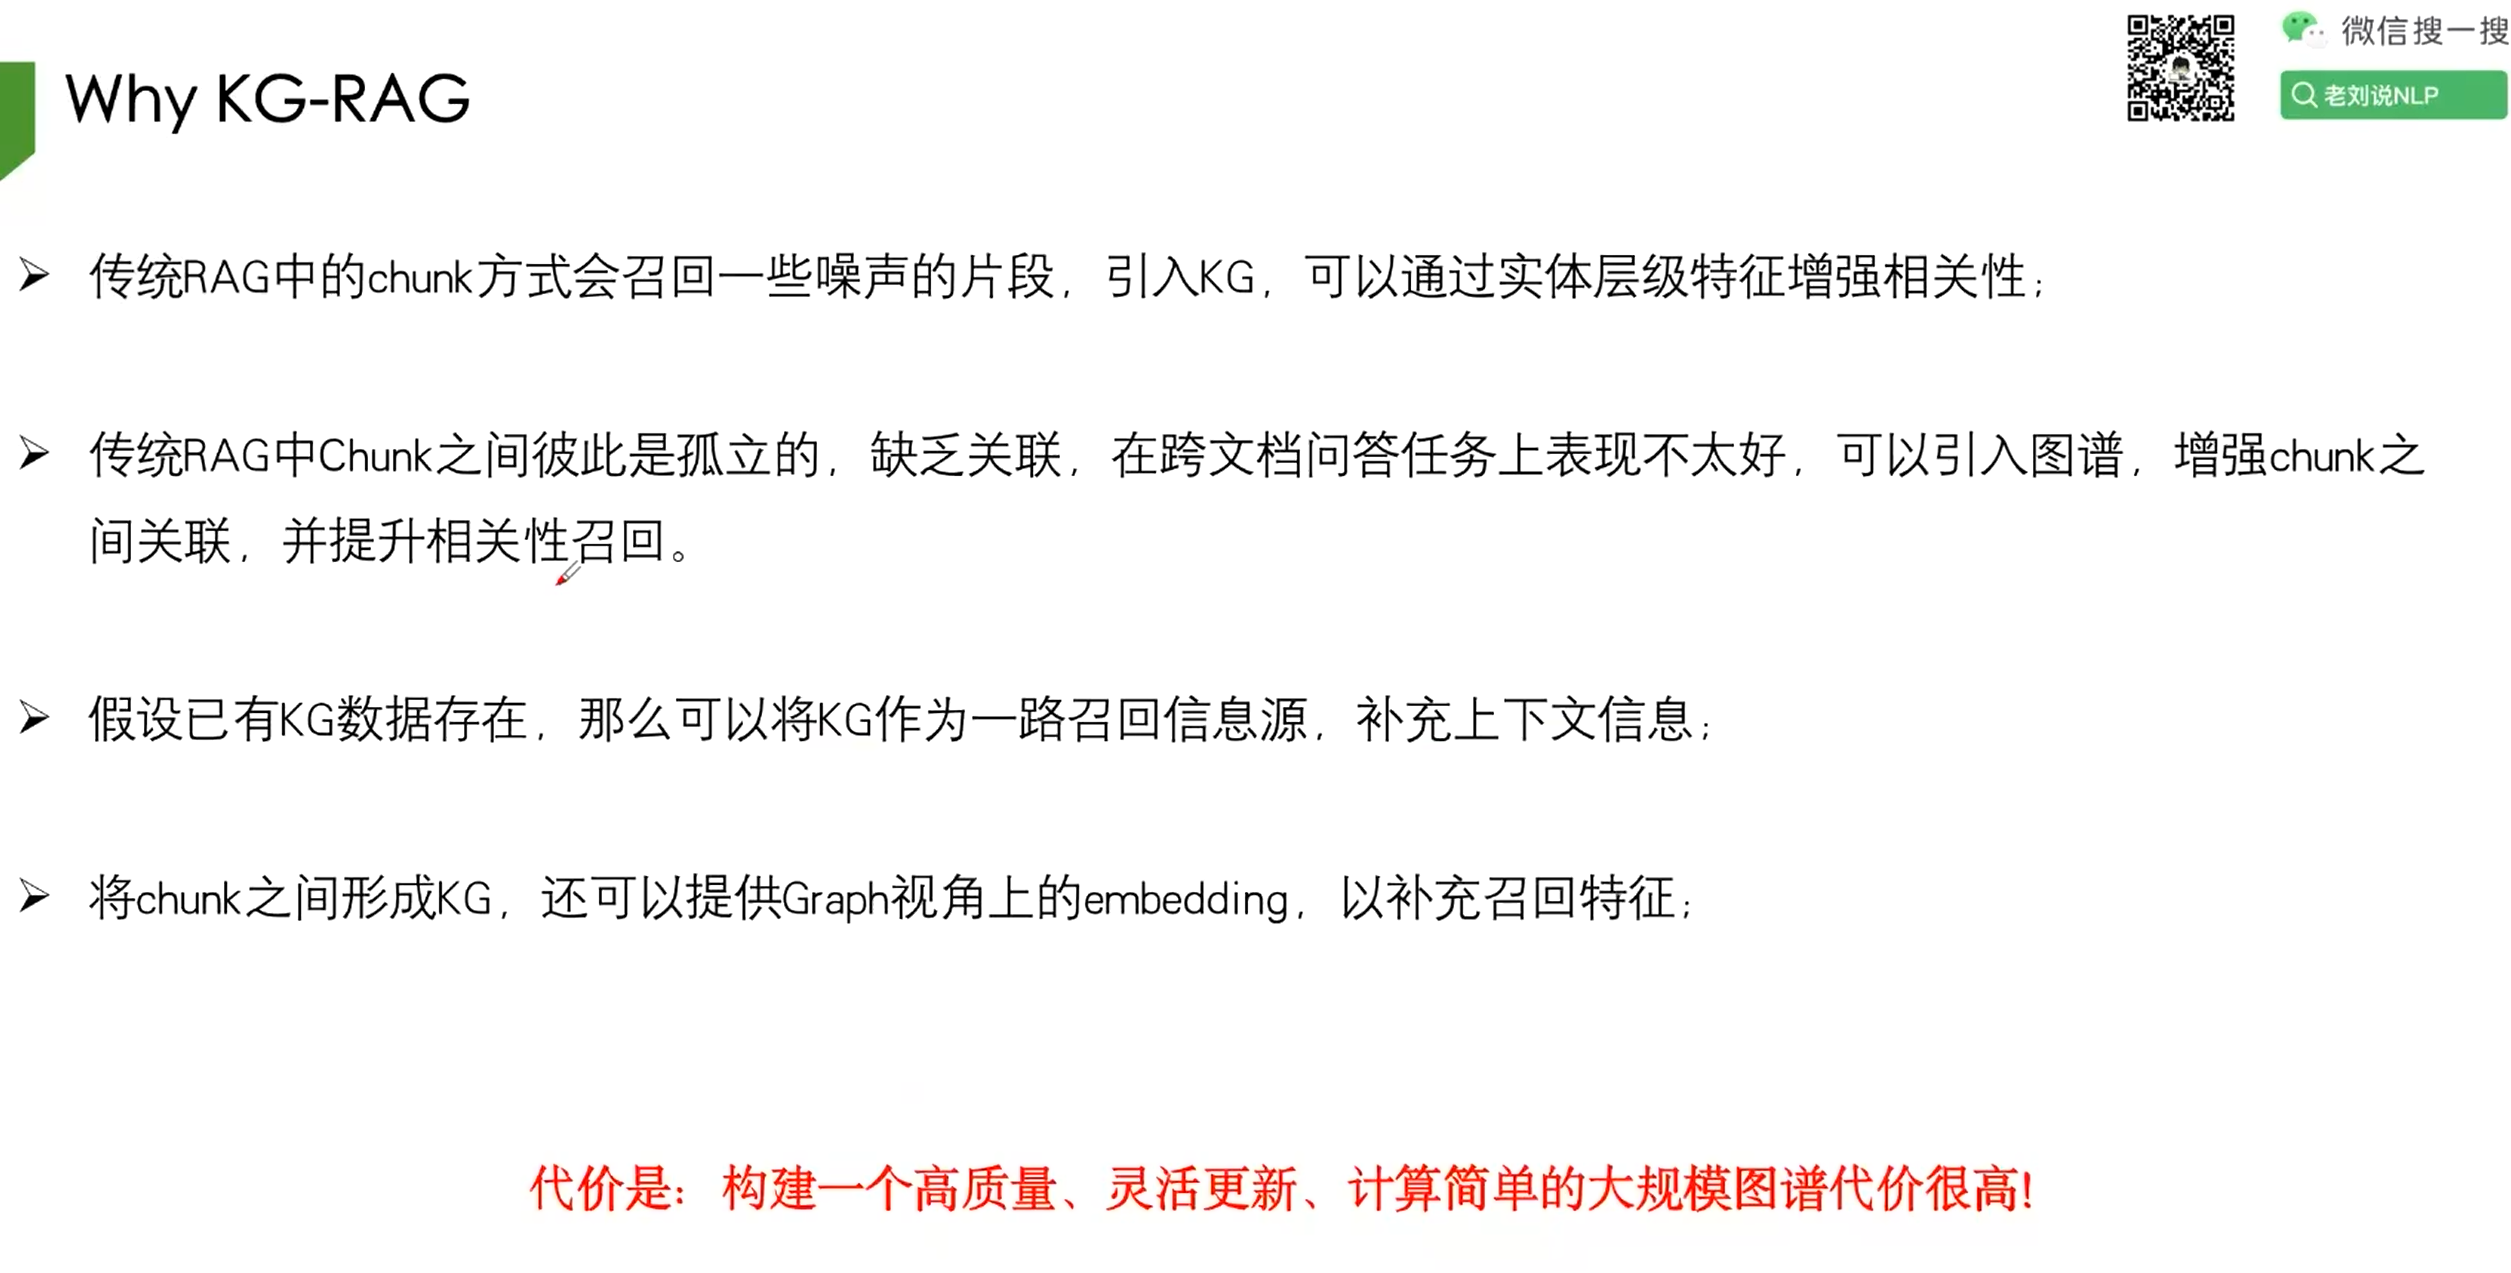 微信搜一搜
老刘说NLP
Why KG-RAG
传统RAG中的chunk方式会召回一些噪声的片段，引入KG，可以通过实体层级特征增强相关性；
传统RAG中Chunk之间彼此是孤立的，缺乏关联，在跨文档问答任务上表现不太好，可以引入图谱，增强chunk之
间关联，并提升相关性召回。
假设已有KG数据存在，那么可以将KG作为一路召回信息源，补充上下文信息；
将chunk之间形成KG，还可以提供Graph视角上的embedding，以补充召回特征；
代价是：构建一个高质量、灵活更新、计算简单的大规模图谱代价很高！